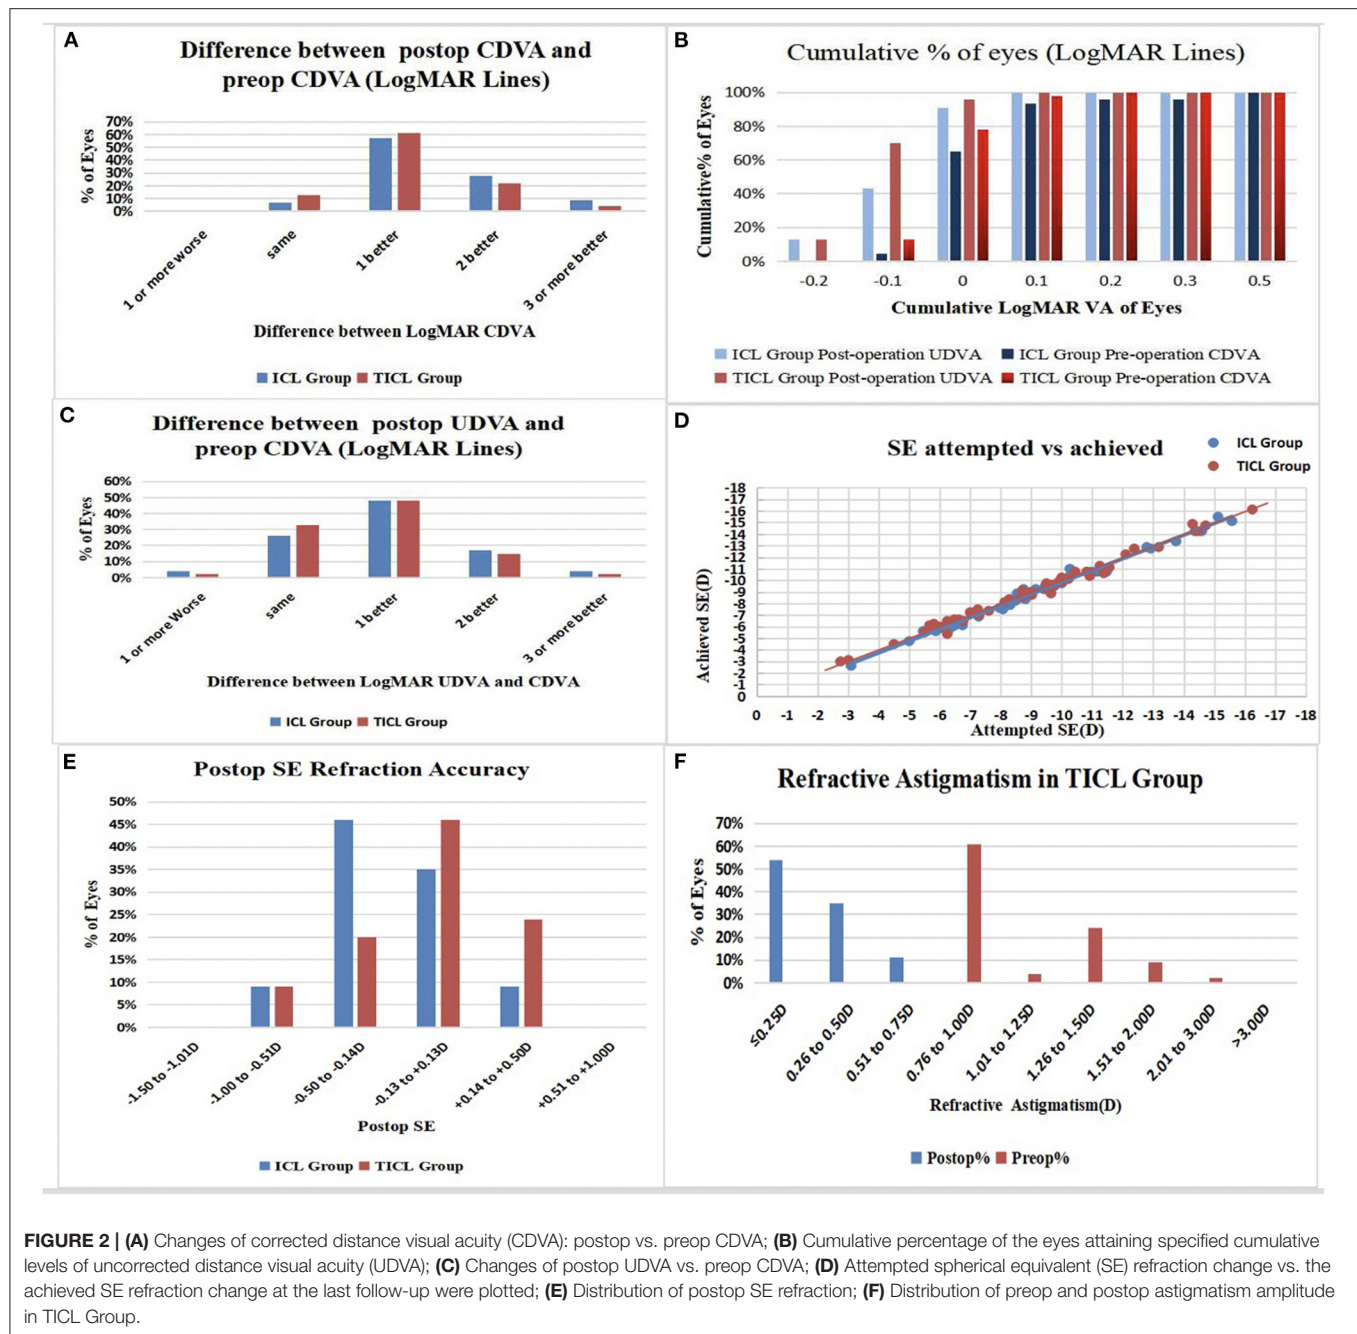 A
Difference between postop CDVA and
preop CDVA (LogMAR Lines)
% of Eyes
70%
60%
50%
40%
30%
20%
10%
0%
1 or more worse
same
1 better
2 better
3 or more better
Difference between LogMAR CDVA
ICL Group TICL Group
B
Cumulative % of eyes (LogMAR Lines)
Cumulative% of Eyes
100%
80%
60%
40%
20%
0%
-0.2 -0.1 0 0.1 0.2 0.3 0.5
Cumulative LogMAR VA of Eyes
ICL Group Post-operation UDVA ICL Group Pre-operation CDVA
TICL Group Post-operation UDVA TICL Group Pre-operation CDVA
C
Difference between postop UDVA and
preop CDVA (LogMAR Lines)
% of Eyes
60%
50%
40%
30%
20%
10%
0%
1 or more Worse
same
1 better
2 better
3 or more better
Difference between LogMAR UDVA and CDVA
ICL Group TICL Group
D
SE attempted vs achieved
ICL Group
TICL Group
Achieved SE(D)
-18
-17
-16
-15
-14
-13
-12
-11
-10
-9
-8
-7
-6
-5
-4
-3
-2
-1
0
0 -1 -2 -3 -4 -5 -6 -7 -8 -9 -10 -11 -12 -13 -14 -15 -16 -17 -18
Attempted SE(D)
E
Postop SE Refraction Accuracy
% of Eyes
50%
45%
40%
35%
30%
25%
20%
15%
10%
5%
0%
-1.50 to -1.01D
-1.00 to -0.51D
-0.50 to -0.14D
-0.13 to +0.13D
+0.14 to +0.50D
+0.51 to +1.00D
Postop SE
ICL Group TICL Group
F
Refractive Astigmatism in TICL Group
% of Eyes
70%
60%
50%
40%
30%
20%
10%
0%
≤0.25D
0.26 to 0.50D
0.51 to 0.75D
0.76 to 1.00D
1.01 to 1.25D
1.26 to 1.50D
1.51 to 2.00D
2.01 to 3.00D
>3.00D
Refractive Astigmatism(D)
Postop% Preop%
FIGURE 2 | (A) Changes of corrected distance visual acuity (CDVA): postop vs. preop CDVA; (B) Cumulative percentage of the eyes attaining specified cumulative
levels of uncorrected distance visual acuity (UDVA); (C) Changes of postop UDVA vs. preop CDVA; (D) Attempted spherical equivalent (SE) refraction change vs. the
achieved SE refraction change at the last follow-up were plotted; (E) Distribution of postop SE refraction; (F) Distribution of preop and postop astigmatism amplitude
in TICL Group.